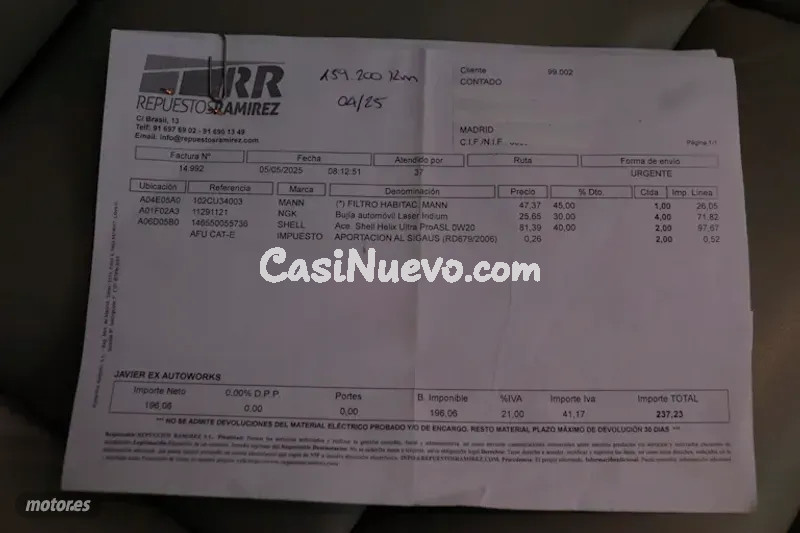 RR
REPUESTOS RAMIREZ
C/ Brasil, 13
Telf: 91 697 69 02 - 91 696 13 49
Email. info@repuestosramirez.com
159.200 Km
04/25
Cliente 99.002
CONTADO
MADRID
C.I.F./N.I.F.
Página 1/1
Factura Nº Fecha Atendido por Ruta Forma de envío
14.992 05/05/2025 08:12:51 37 URGENTE
Ubicación Referencia Marca Denominación Precio % Dto. Ctda Imp. Línea
A04E05A0 102CU34003 MANN (*) FILTRO HABITAC. MANN 47,37 45,00 1,00 26,05
A01F02A3 11291121 NGK Bujía automóvil Laser Iridium 25,65 30,00 4,00 71,82
A06D05B0 146550055736 SHELL Ace. Shell Helix Ultra ProASL 0W20 81,39 40,00 2,00 97,67
AFU CAT-E IMPUESTO APORTACION AL SIGAUS (RD679/2006) 0,26 2,00 0,52
CasiNuevo.com
JAVIER EX AUTOWORKS
Importe Neto 0.00% D.P.P Portes B. Imponible %IVA Importe Iva Importe TOTAL
196,06 0.00 0,00 196,06 21,00 41,17 237,23
*** NO SE ADMITE DEVOLUCIONES DEL MATERIAL ELÉCTRICO PROBADO Y/O DE ENCARGO. RESTO MATERIAL PLAZO MÁXIMO DE DEVOLUCIÓN 30 DIAS ***
motor.es